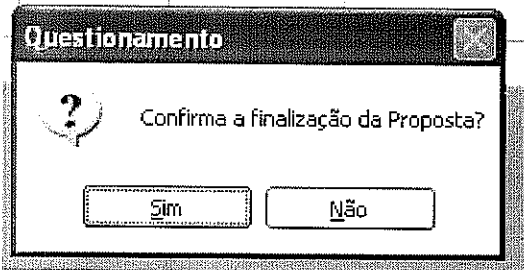 Questionamento
?
Confirma a finalização da Proposta?
Sim
Não